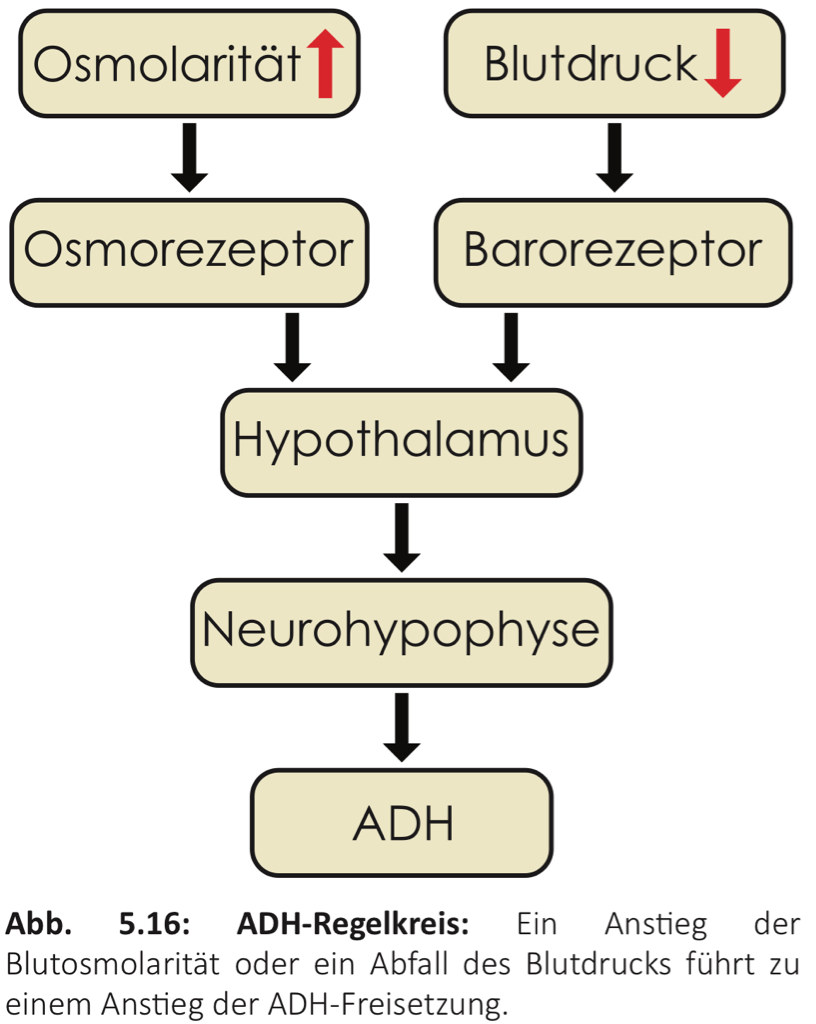 Osmolarität
Blutdruck
Osmorezeptor
Barorezeptor
Hypothalamus
Neurohypophyse
ADH
Abb. 5.16: ADH-Regelkreis: Ein Anstieg der
Blutosmolarität oder ein Abfall des Blutdrucks führt zu
einem Anstieg der ADH-Freisetzung.